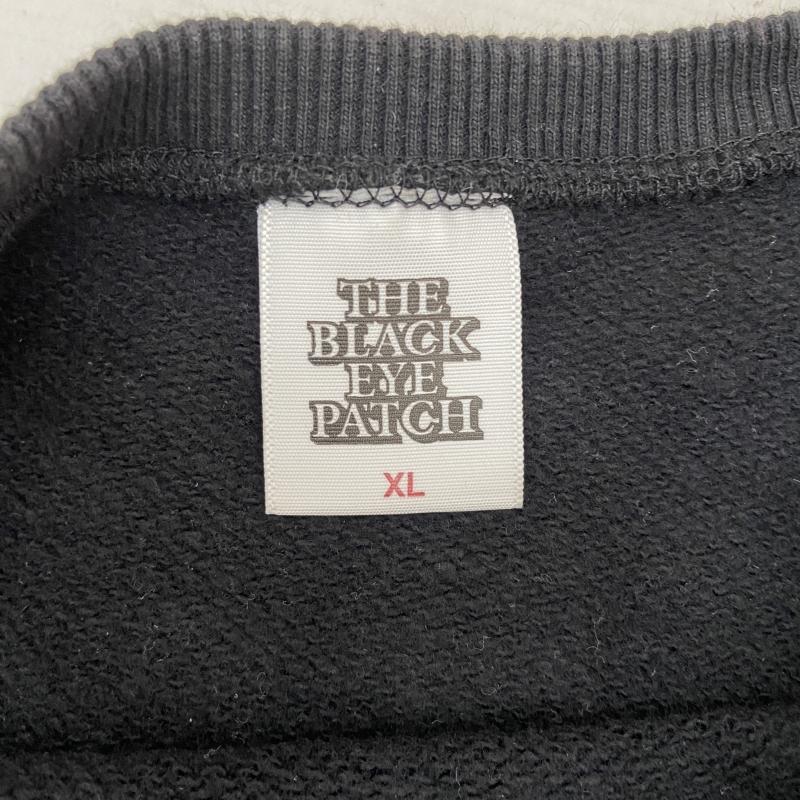 THE
BLACK
EYE
PATCH
XL